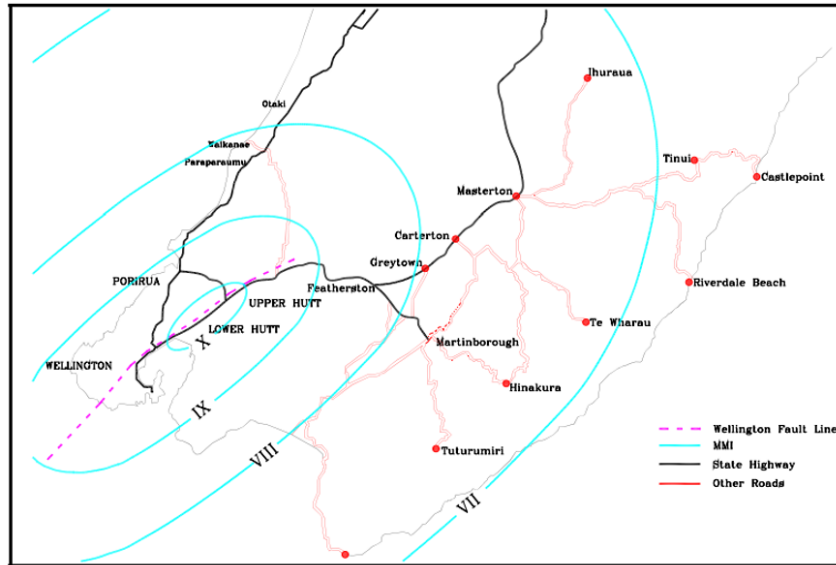 Ihuraua
Otaki
Waikanae
Paraparaumu
Tinui
Castlepoint
Masterton
Carterton
Greytown
PORIRUA
Featherston
UPPER HUTT
Riverdale Beach
LOWER HUTT
X
Te Wharau
Martinborough
WELLINGTON
Hinakura
IX
Wellington Fault Line
MMI
VIII
Tuturumiri
State Highway
Other Roads
VII